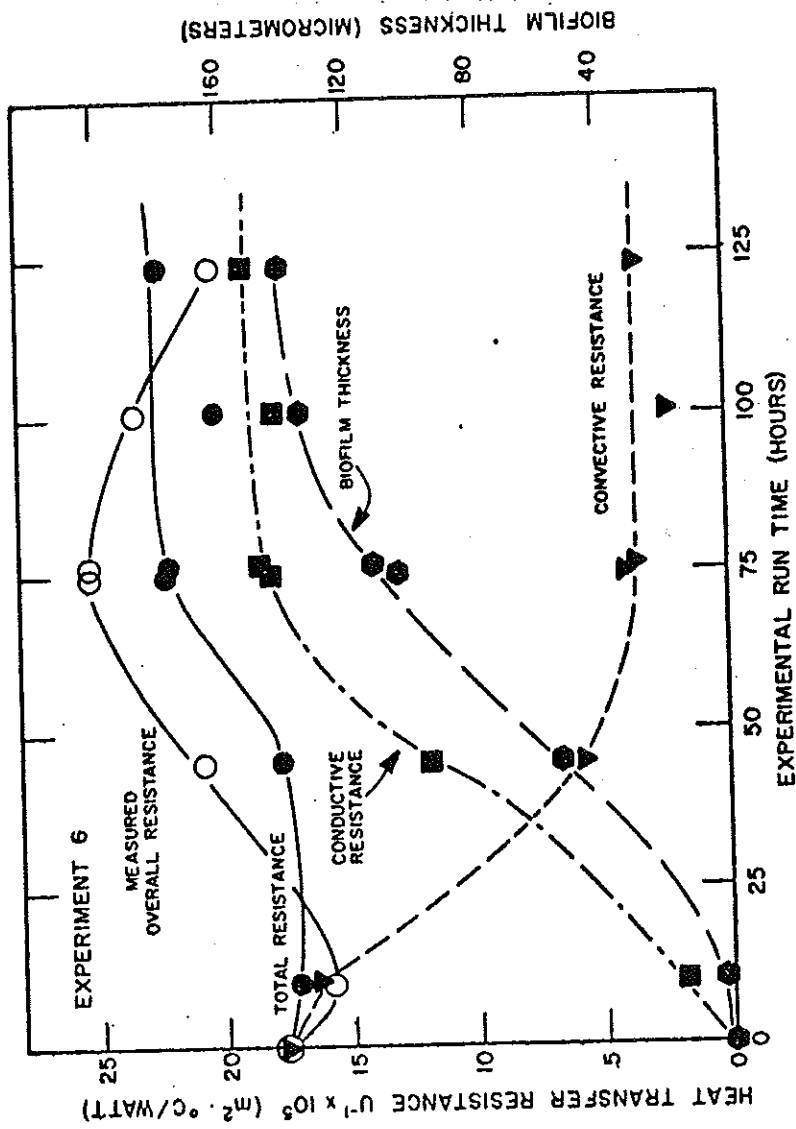 EXPERIMENT 6
MEASURED
OVERALL RESISTANCE
TOTAL RESISTANCE
CONDUCTIVE
RESISTANCE
BIOFILM THICKNESS
CONVECTIVE RESISTANCE
HEAT TRANSFER RESISTANCE U⁻¹ x 10⁵ (m² · °C/WATT)
25
20
15
10
5
0
BIOFILM THICKNESS (MICROMETERS)
160
120
80
40
0
25
50
75
100
125
EXPERIMENTAL RUN TIME (HOURS)